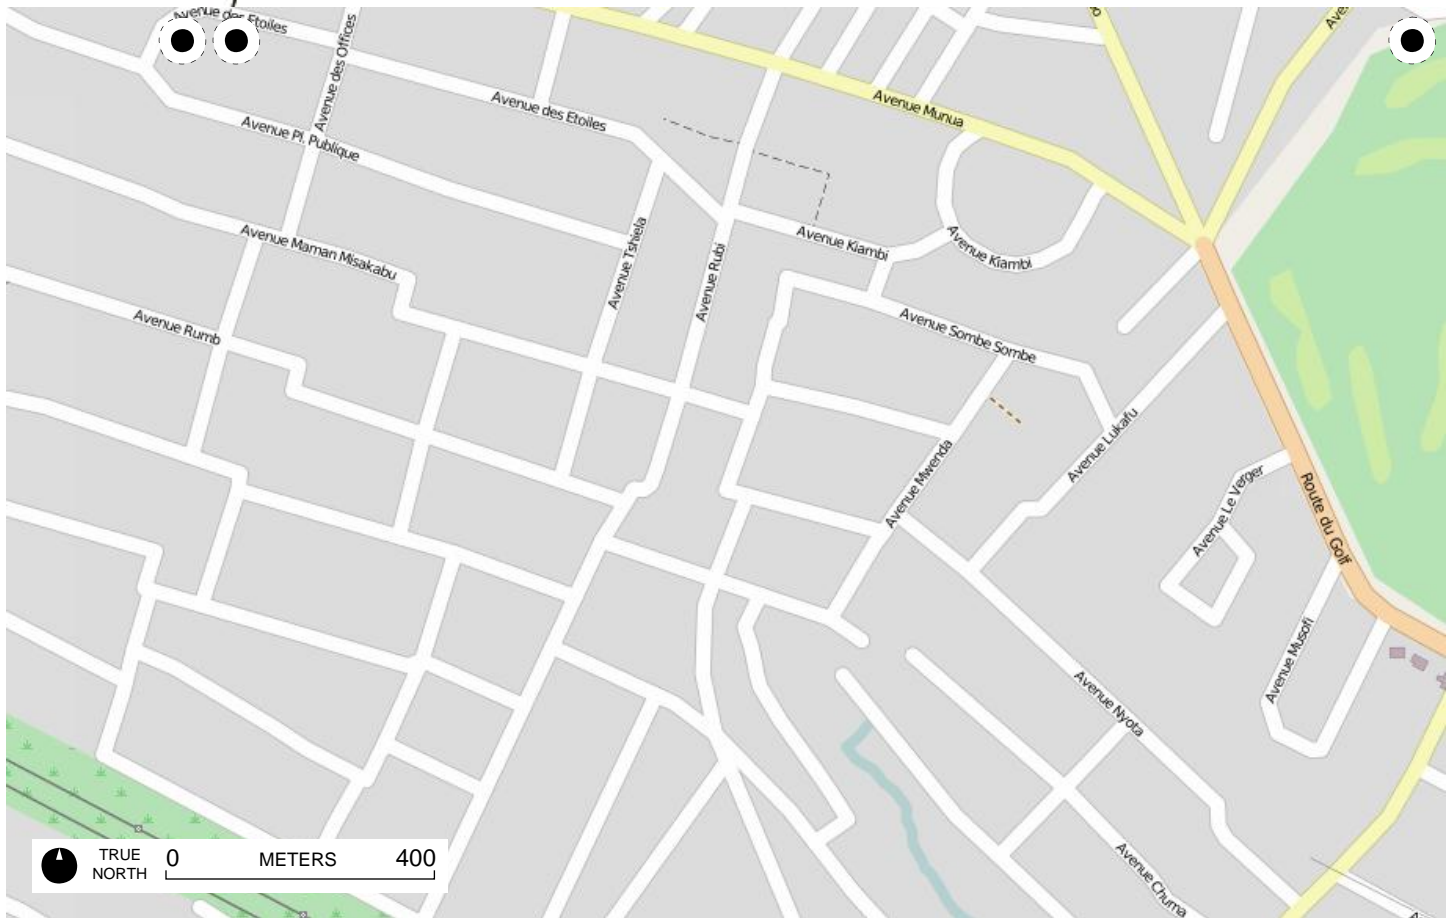 Avenue des Etoiles
Avenue des Offices
Avenue des Etoiles
Avenue Munua
Avenue Pl. Publique
Avenue Maman Misakabu
Avenue Tshiela
Avenue Rubi
Avenue Kiambi
Avenue Kiambi
Avenue Rumb
Avenue Sombe Sombe
Avenue Lukafu
Avenue Mwenda
Avenue Le Verger
Route du Golf
Avenue Musofi
Avenue Nyota
Avenue Chuma
TRUE NORTH
0 METERS 400